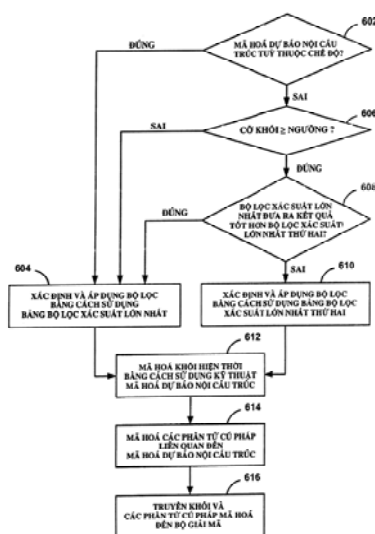 602
MÃ HOÁ DỰ BÁO NỘI CẤU
TRÚC TUỲ THUỘC CHẾ ĐỘ?
ĐÚNG
SAI
606
CỠ KHỐI ≥ NGƯỠNG ?
SAI
ĐÚNG
608
BỘ LỌC XÁC SUẤT LỚN
NHẤT ĐƯA RA KẾT QUẢ
TỐT HƠN BỘ LỌC XÁC SUẤT
LỚN NHẤT THỨ HAI?
ĐÚNG
SAI
604
XÁC ĐỊNH VÀ ÁP DỤNG BỘ LỌC
BẰNG CÁCH SỬ DỤNG
BẢNG BỘ LỌC XÁC SUẤT LỚN NHẤT
610
XÁC ĐỊNH VÀ ÁP DỤNG BỘ LỌC
BẰNG CÁCH SỬ DỤNG BẢNG BỘ LỌC
XÁC SUẤT LỚN NHẤT THỨ HAI
612
MÃ HOÁ KHỐI HIỆN THỜI
BẰNG CÁCH SỬ DỤNG KỸ THUẬT
MÃ HOÁ DỰ BÁO NỘI CẤU TRÚC
614
MÃ HOÁ CÁC PHÂN TỬ CÚ PHÁP
LIÊN QUAN ĐẾN
MÃ HOÁ DỰ BÁO NỘI CẤU TRÚC
616
TRUYỀN KHỐI VÀ
CÁC PHÂN TỬ CÚ PHÁP MÃ HOÁ
ĐẾN BỘ GIẢI MÃ